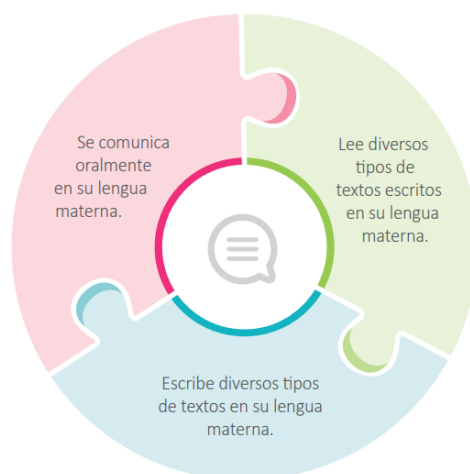 Se comunica
oralmente
en su lengua
materna.
Lee diversos
tipos de
textos escritos
en su lengua
materna.
Escribe diversos tipos
de textos en su lengua
materna.